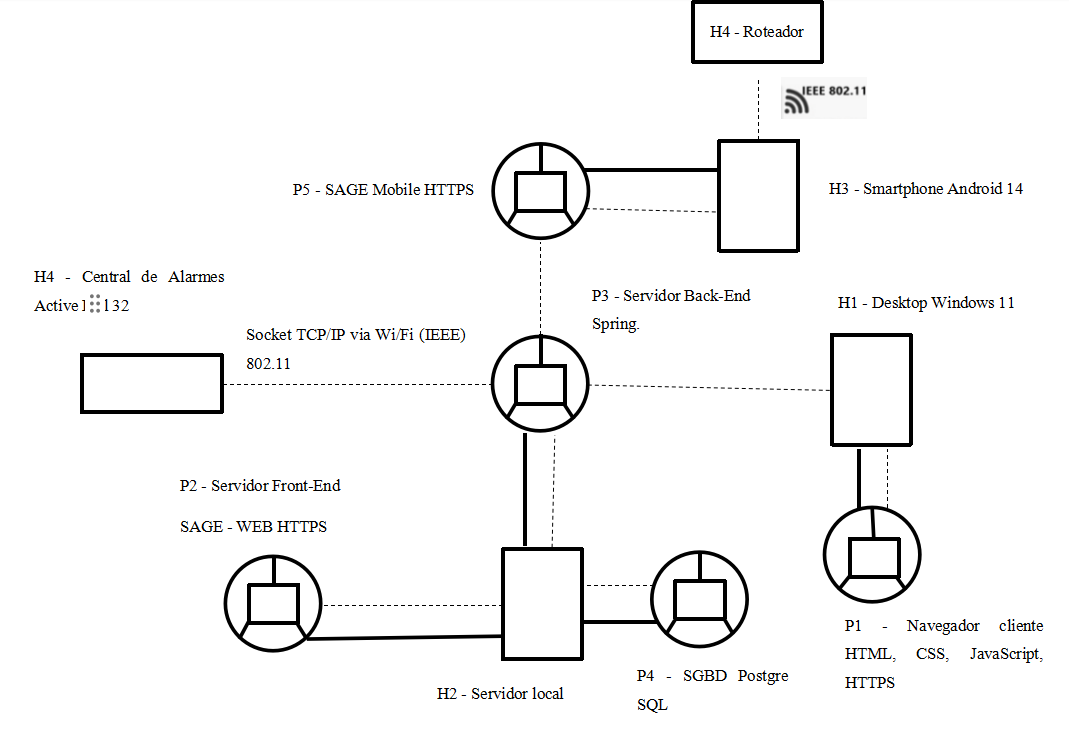 H4 - Roteador
IEEE 802.11
P5 - SAGE Mobile HTTPS
H3 - Smartphone Android 14
H4 - Central de Alarmes
132
P3 - Servidor Back-End
Spring.
H1 - Desktop Windows 11
Socket TCP/IP via Wi/Fi (IEEE)
802.11
P2 - Servidor Front-End
SAGE - WEB HTTPS
H2 - Servidor local
P4 - SGBD Postgre
SQL
P1 - Navegador cliente
HTML, CSS, JavaScript,
HTTPS